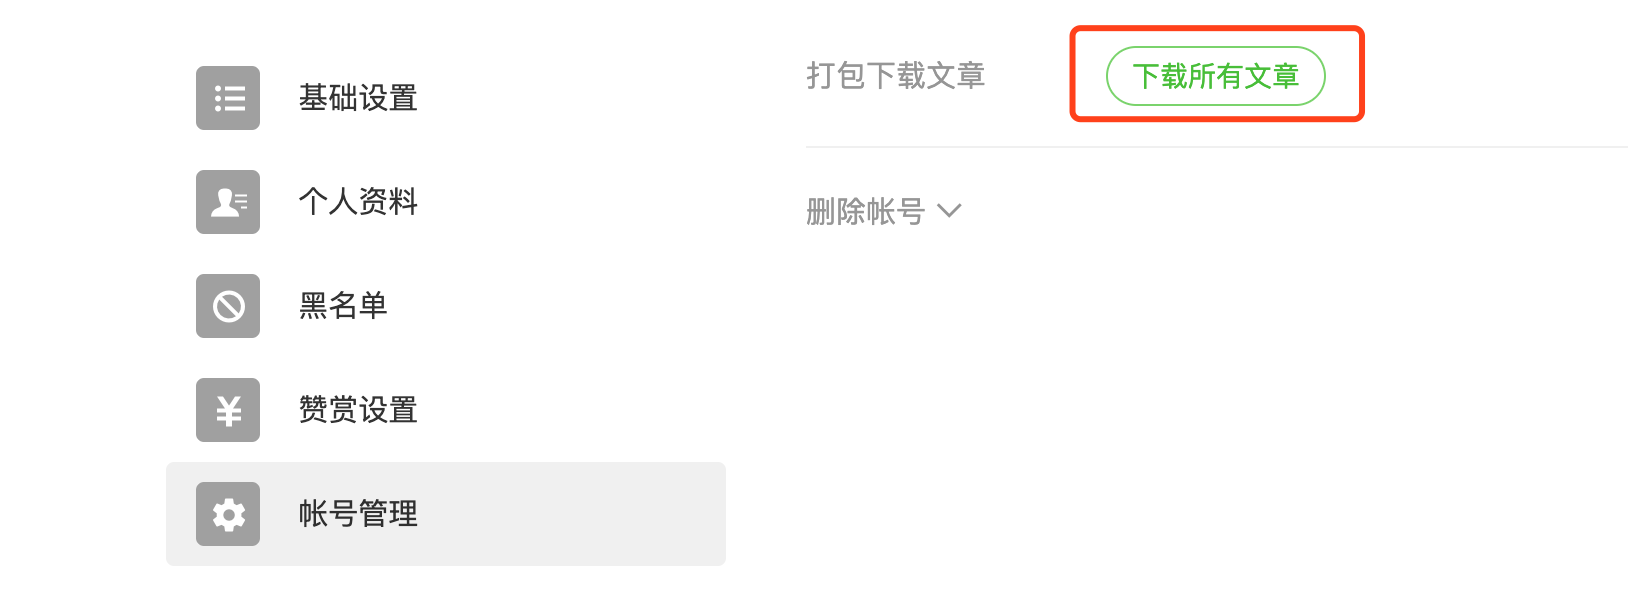 基础设置
个人资料
黑名单
赞赏设置
帐号管理
打包下载文章
下载所有文章
删除帐号